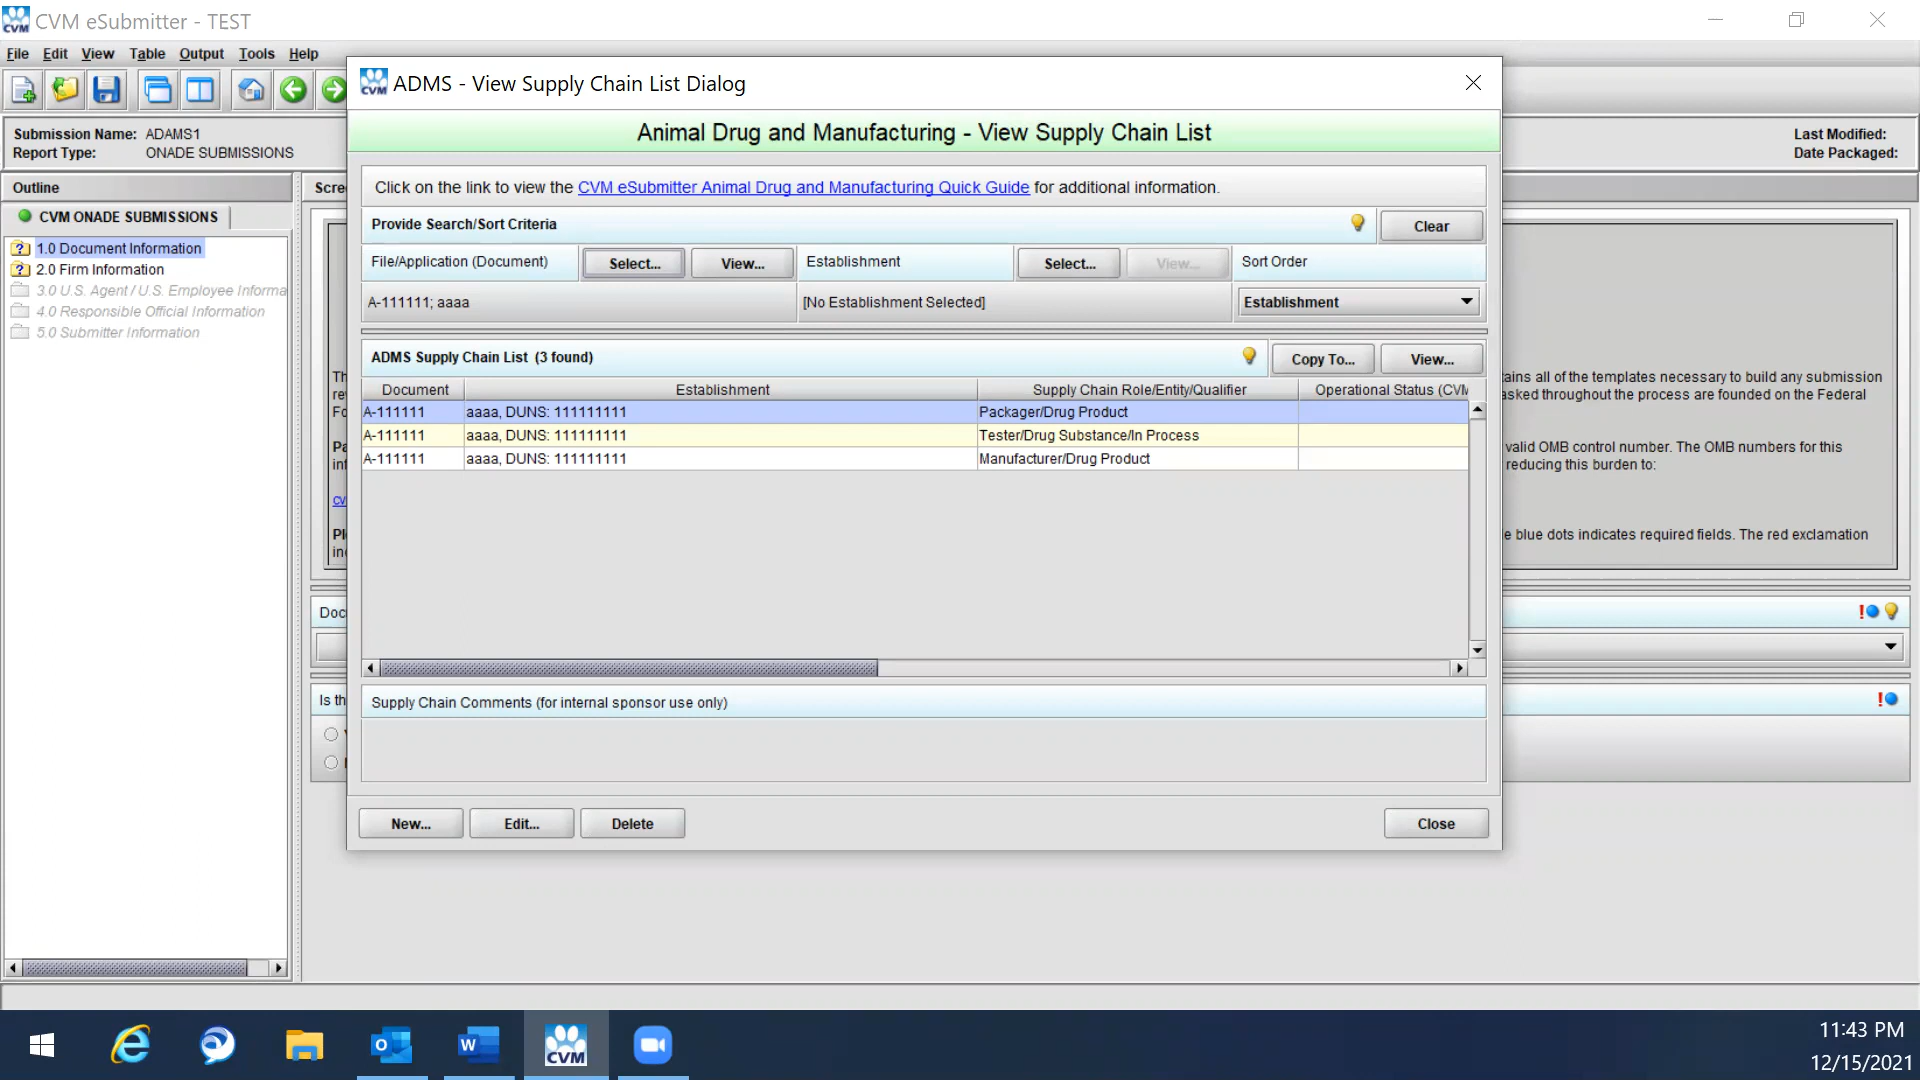 CVM eSubmitter - TEST
File Edit View Table Output Tools Help
ADMS - View Supply Chain List Dialog
Submission Name: ADAMS1
Report Type: ONADE SUBMISSIONS
Last Modified:
Date Packaged:
Animal Drug and Manufacturing - View Supply Chain List
Outline
CVM ONADE SUBMISSIONS
1.0 Document Information
2.0 Firm Information
3.0 U.S. Agent / U.S. Employee Informa
4.0 Responsible Official Information
5.0 Submitter Information
Click on the link to view the CVM eSubmitter Animal Drug and Manufacturing Quick Guide for additional information.
Provide Search/Sort Criteria Clear
File/Application (Document) Select... View... Establishment Select... View... Sort Order
A-111111; aaaa [No Establishment Selected] Establishment
ADMS Supply Chain List (3 found) Copy To... View...
Document Establishment Supply Chain Role/Entity/Qualifier Operational Status (CVM
A-111111 aaaa, DUNS: 111111111 Packager/Drug Product
A-111111 aaaa, DUNS: 111111111 Tester/Drug Substance/In Process
A-111111 aaaa, DUNS: 111111111 Manufacturer/Drug Product
ains all of the templates necessary to build any submission
asked throughout the process are founded on the Federal
valid OMB control number. The OMB numbers for this
reducing this burden to:
e blue dots indicates required fields. The red exclamation
Supply Chain Comments (for internal sponsor use only)
Is th
New... Edit... Delete Close
CVM
11:43 PM
12/15/2021